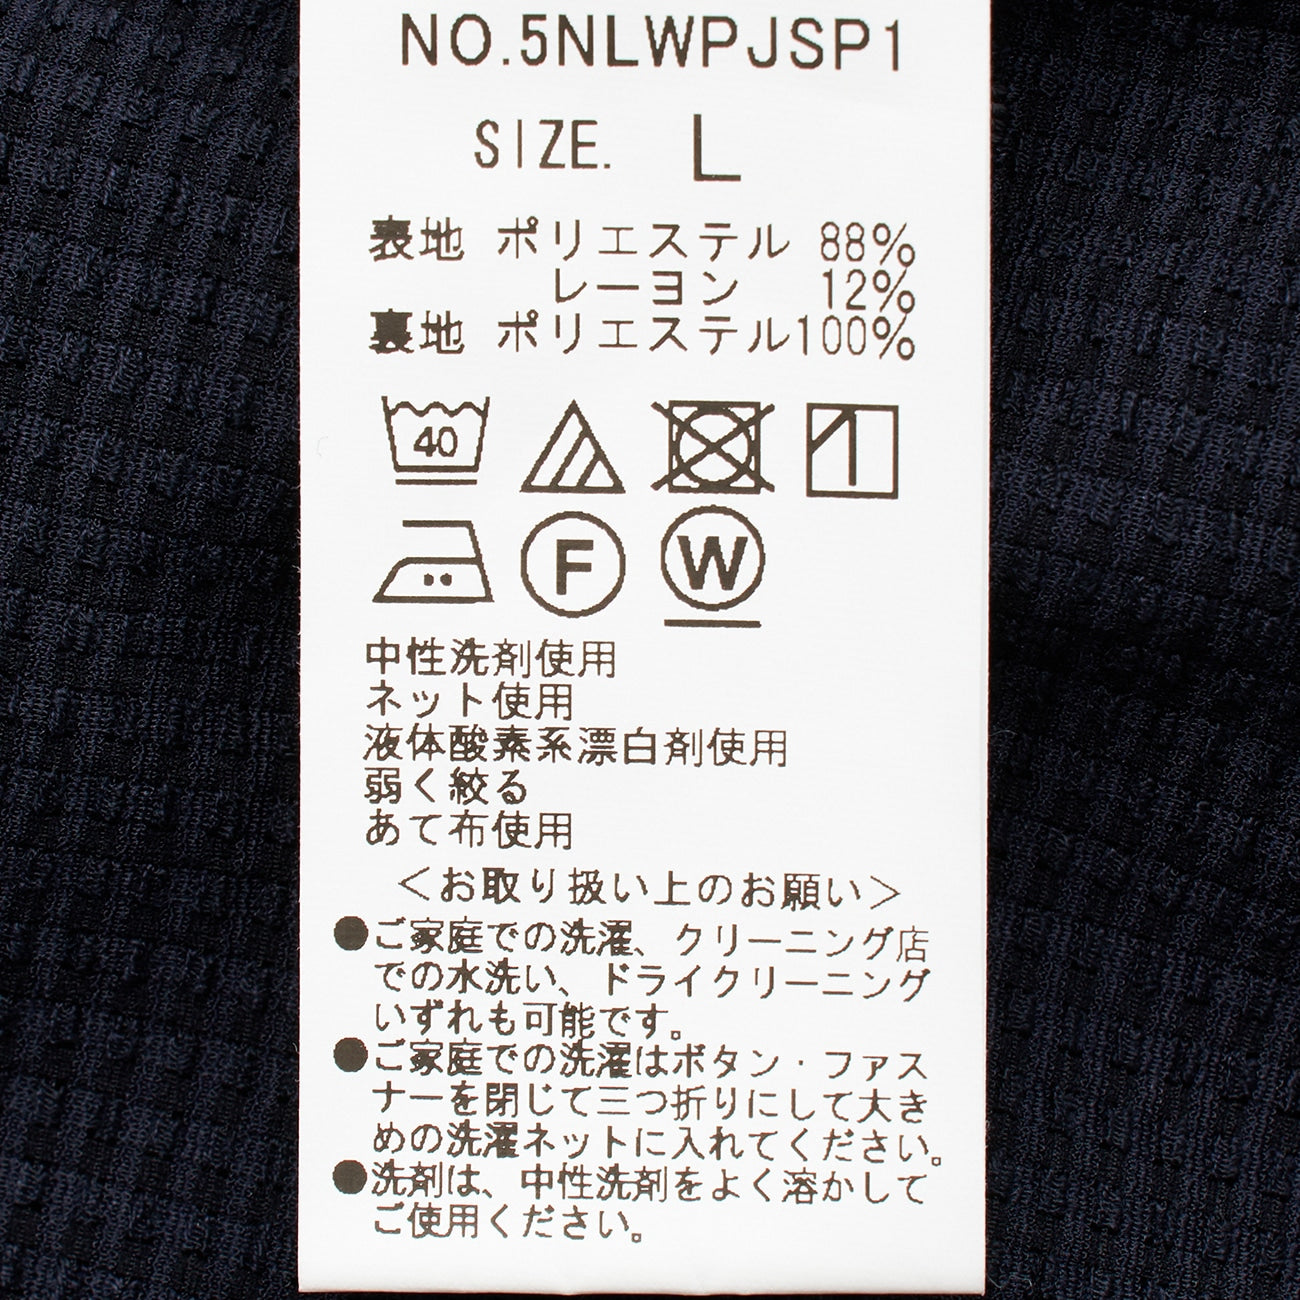 NO.5NLWPJSP1
SIZE. L
表地 ポリエステル 88%
レーヨン 12%
裏地 ポリエステル100%
40
F W
中性洗剤使用
ネット使用
液体酸素系漂白剤使用
弱く絞る
あて布使用
<お取り扱い上のお願い>
●ご家庭での洗濯、クリーニング店
での水洗い、ドライクリーニング
いずれも可能です。
●ご家庭での洗濯はボタン・ファス
ナーを閉じて三つ折りにして大き
めの洗濯ネットに入れてください。
●洗剤は、中性洗剤をよく溶かして
ご使用ください。